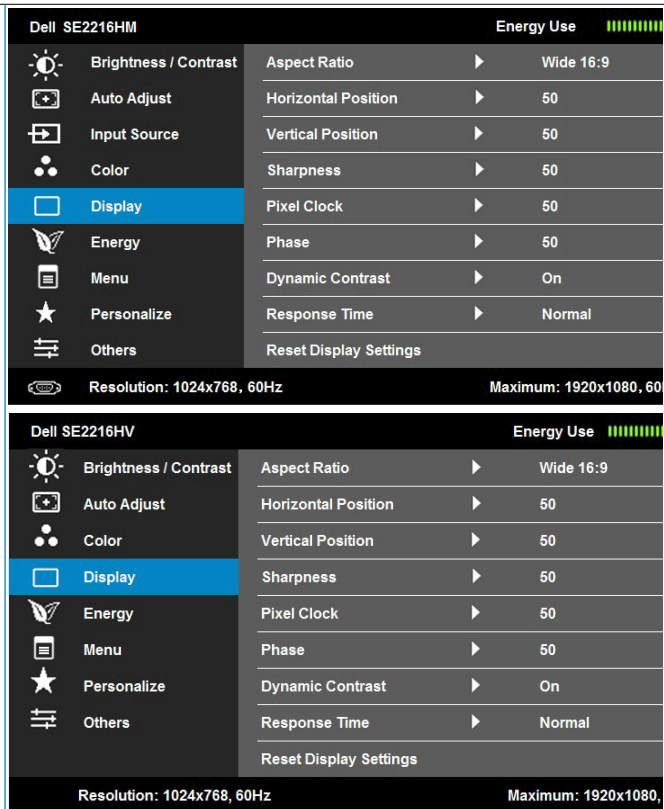 Dell SE2216HM Energy Use
Brightness / Contrast Aspect Ratio Wide 16:9
Auto Adjust Horizontal Position 50
Input Source Vertical Position 50
Color Sharpness 50
Display Pixel Clock 50
Energy Phase 50
Menu Dynamic Contrast On
Personalize Response Time Normal
Others Reset Display Settings
Resolution: 1024x768, 60Hz Maximum: 1920x1080, 60
Dell SE2216HV Energy Use
Brightness / Contrast Aspect Ratio Wide 16:9
Auto Adjust Horizontal Position 50
Color Vertical Position 50
Display Sharpness 50
Energy Pixel Clock 50
Menu Phase 50
Personalize Dynamic Contrast On
Others Response Time Normal
Reset Display Settings
Resolution: 1024x768, 60Hz Maximum: 1920x1080,